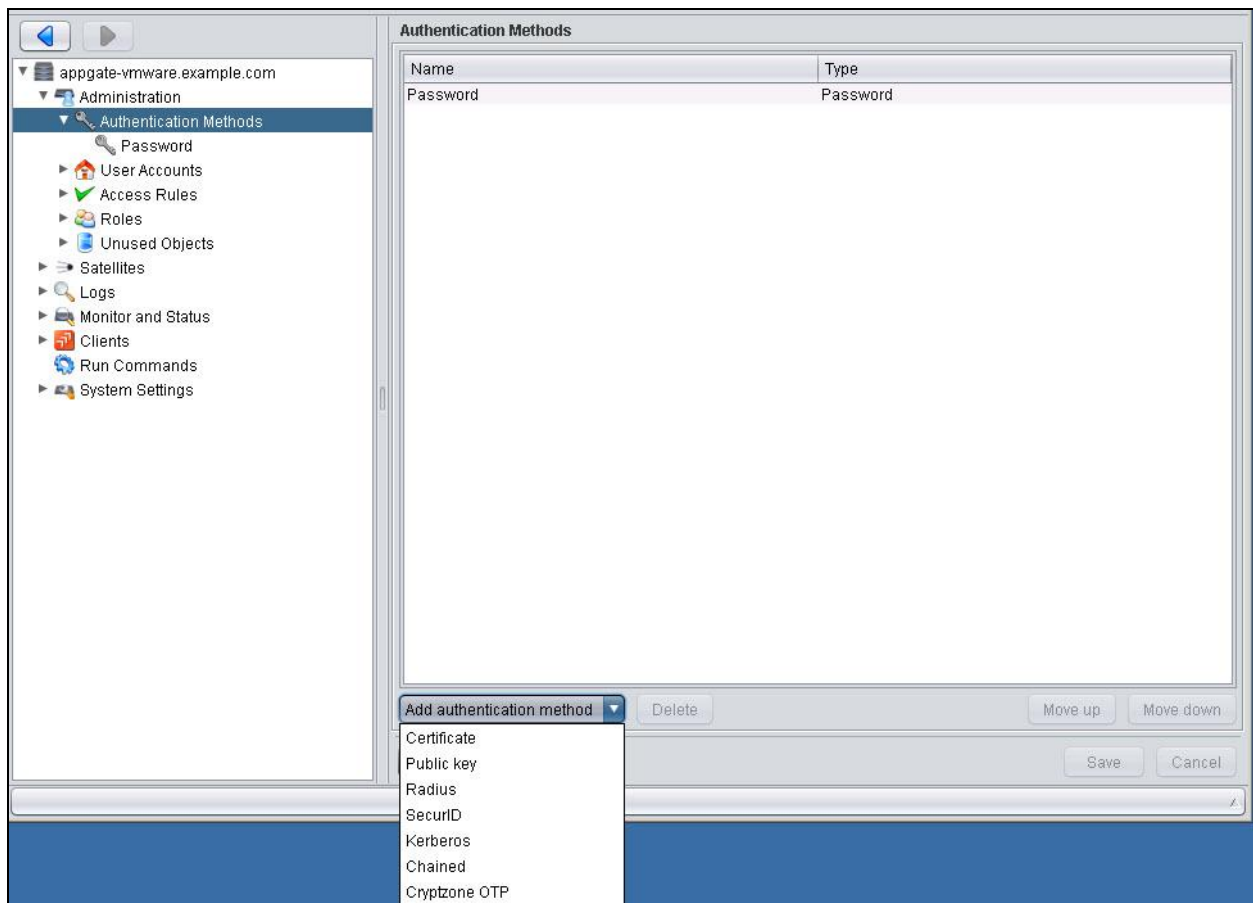 Authentication Methods
appgate-vmware.example.com
Administration
Authentication Methods
Password
User Accounts
Access Rules
Roles
Unused Objects
Satellites
Logs
Monitor and Status
Clients
Run Commands
System Settings
Name Type
Password Password
Add authentication method Delete Move up Move down
Certificate
Public key
Radius
SecurID
Kerberos
Chained
Cryptzone OTP
Save Cancel